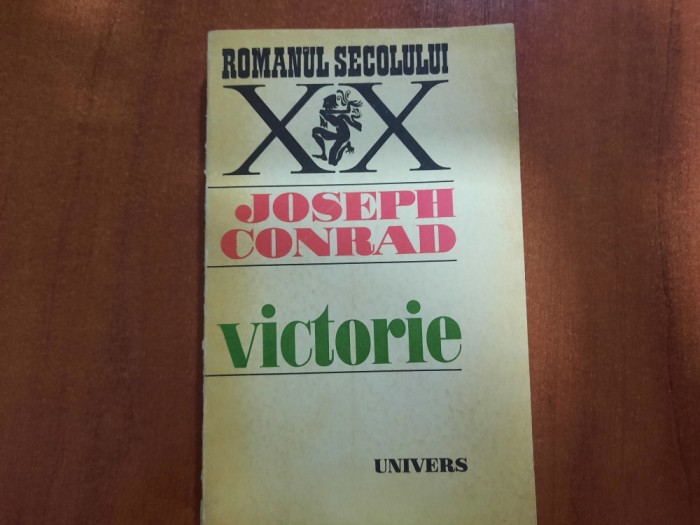 ROMANUL SECOLULUI
XX
JOSEPH
CONRAD
victorie
UNIVERS